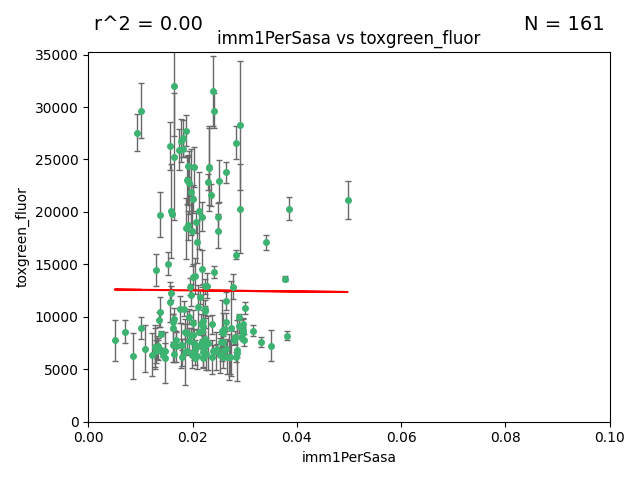 r^2 = 0.00
N = 161
imm1PerSasa vs toxgreen_fluor
35000
30000
25000
20000
15000
10000
5000
0
toxgreen_fluor
0.00
0.02
0.04
0.06
0.08
0.10
imm1PerSasa